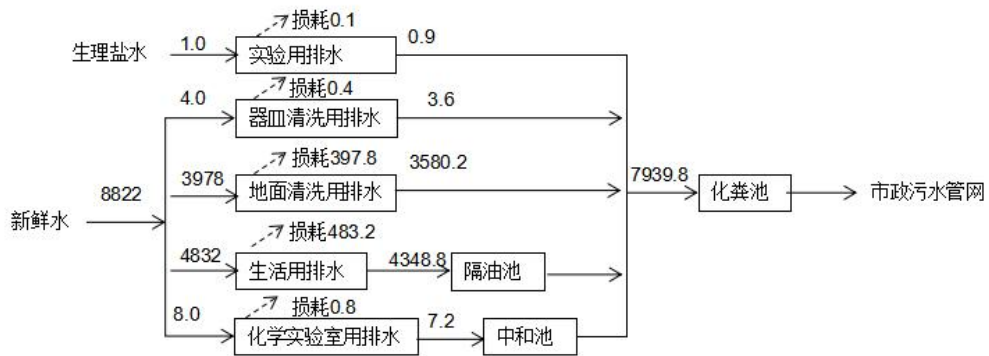 损耗0.1
生理盐水
1.0
实验用排水
0.9
损耗0.4
4.0
器皿清洗用排水
3.6
损耗397.8
3978
地面清洗用排水
3580.2
8822
新鲜水
7939.8
化粪池
市政污水管网
损耗483.2
4832
生活用排水
4348.8
隔油池
损耗0.8
8.0
化学实验室用排水
7.2
中和池